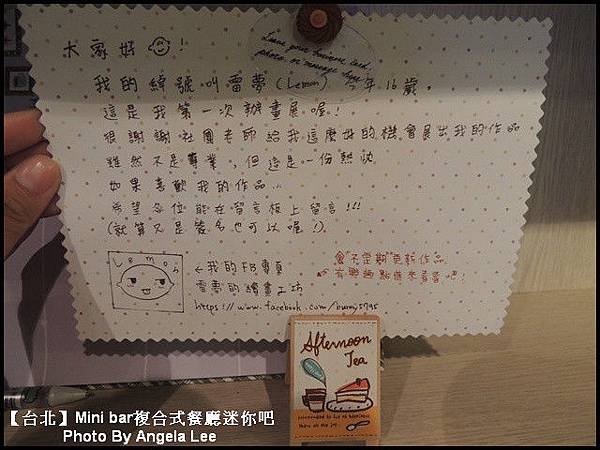 大家好!
Leave your business card,
photo or message here
我的綽號叫雷夢(Lemon) 今年16歲。
這是我第一次辦畫展喔!
很謝謝社團老師給我這麼好的機會展出我的作品
雖然不是專業,但這是一份熱忱
如果喜歡我的作品...
希望各位能在留言板上留言!!!
(就算只是簽名也可以喔!)
Lemon
←我的FB專頁
雷夢的繪畫工坊
https://www.facebook.com/bunny5795
會"不定期"更新作品
有興趣點進來看看吧!
Afternoon
Tea
【台北】Mini bar複合式餐廳迷你吧
Photo By Angela Lee